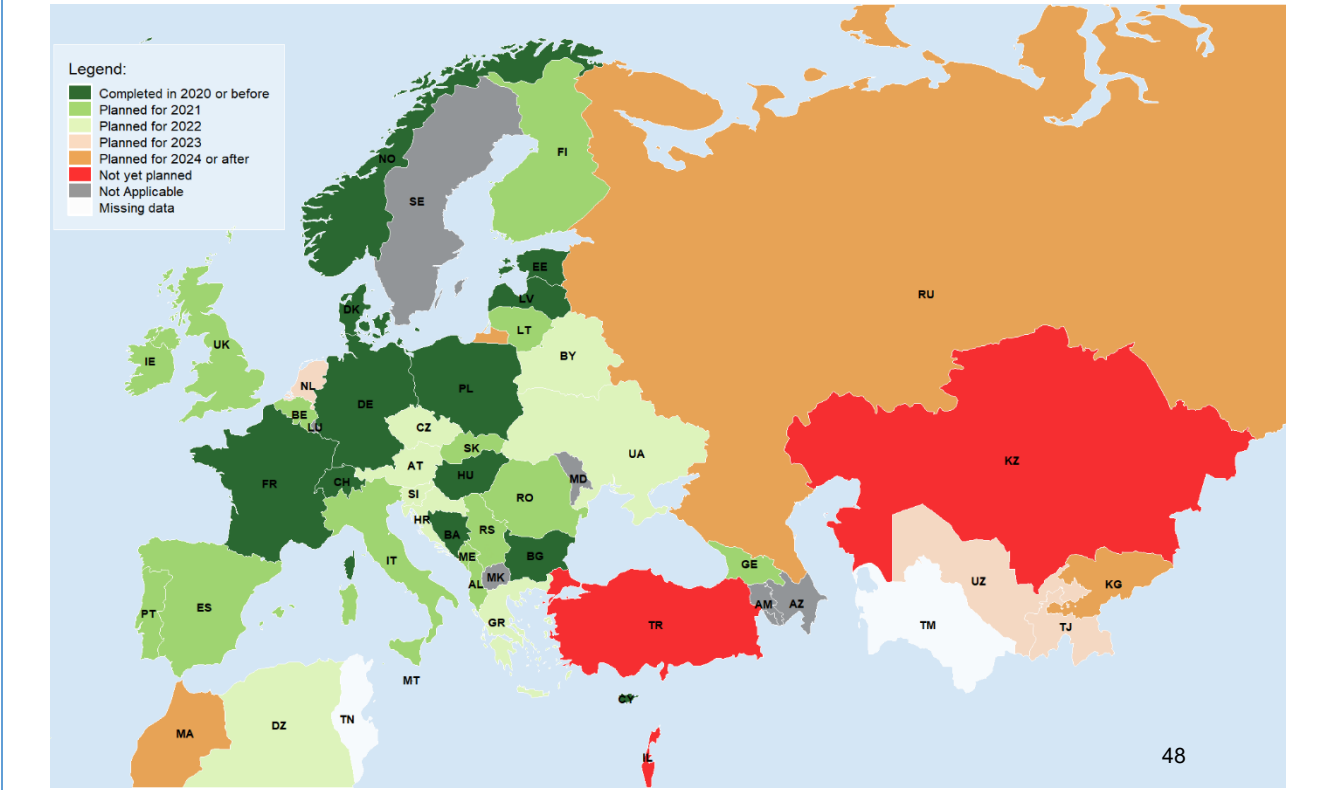 Legend:
Completed in 2020 or before
Planned for 2021
Planned for 2022
Planned for 2023
Planned for 2024 or after
Not yet planned
Not Applicable
Missing data
NO
FI
SE
EE
RU
LV
DK
LT
UK
BY
IE
NL
PL
DE
BE
LU
CZ
SK
UA
KZ
AT
HU
MD
CH
FR
SI
RO
HR
RS
BA
BG
ME
IT
GE
MK
UZ
AL
KG
AM
AZ
ES
PT
GR
TR
TM
TJ
MT
CY
TN
DZ
MA
IL
48